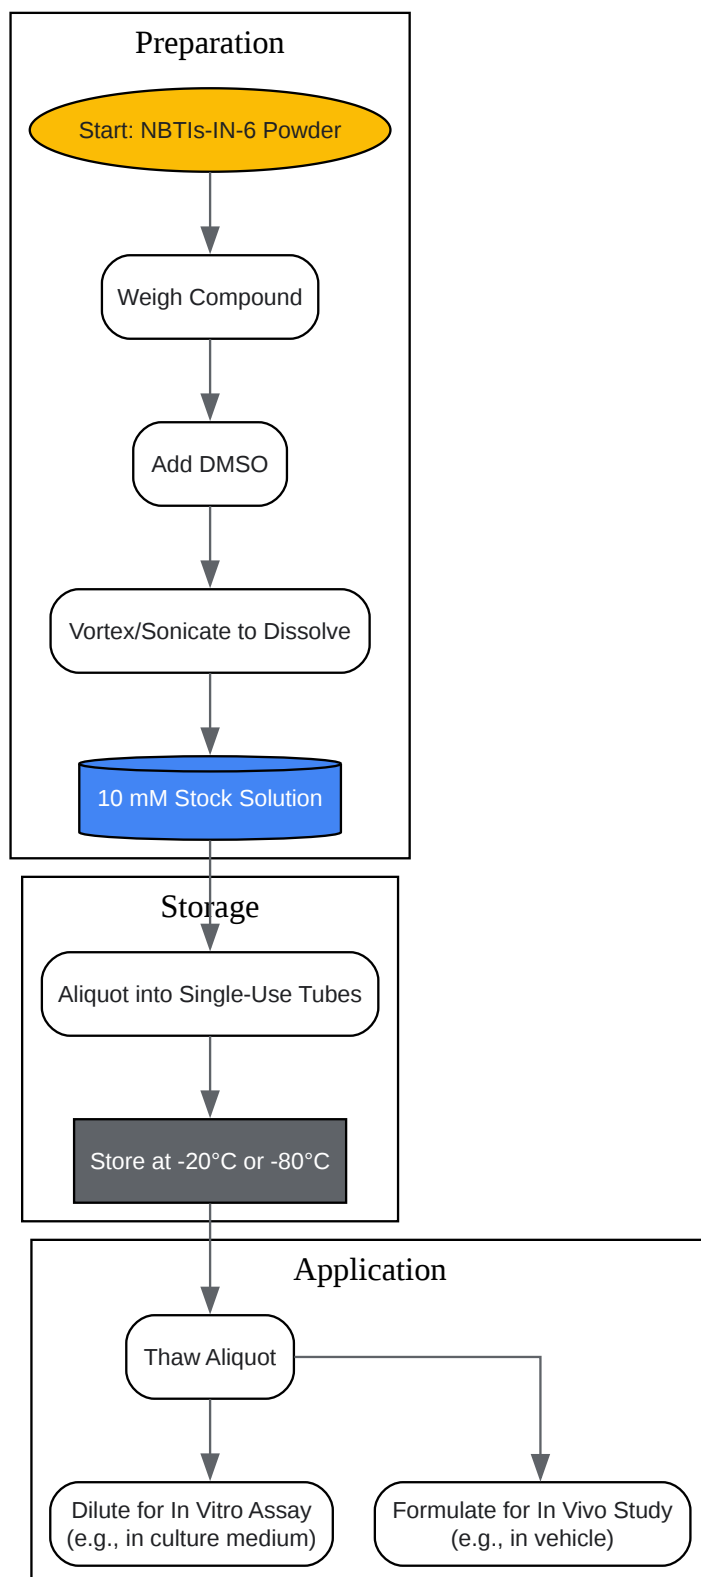 Preparation
Start: NBTIs-IN-6 Powder
Weigh Compound
Add DMSO
Vortex/Sonicate to Dissolve
10 mM Stock Solution
Storage
Aliquot into Single-Use Tubes
Store at -20°C or -80°C
Application
Thaw Aliquot
Dilute for In Vitro Assay
(e.g., in culture medium)
Formulate for In Vivo Study
(e.g., in vehicle)